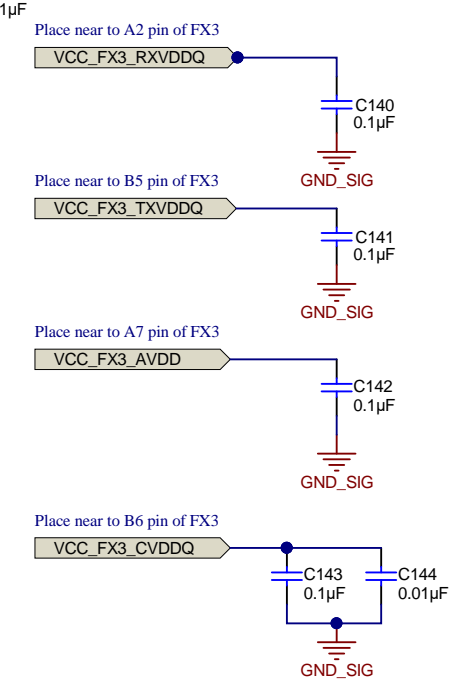 1µF
Place near to A2 pin of FX3
VCC_FX3_RXVDDQ
C140
0.1µF
GND_SIG
Place near to B5 pin of FX3
VCC_FX3_TXVDDQ
C141
0.1µF
GND_SIG
Place near to A7 pin of FX3
VCC_FX3_AVDD
C142
0.1µF
GND_SIG
Place near to B6 pin of FX3
VCC_FX3_CVDDQ
C143
0.1µF
C144
0.01µF
GND_SIG